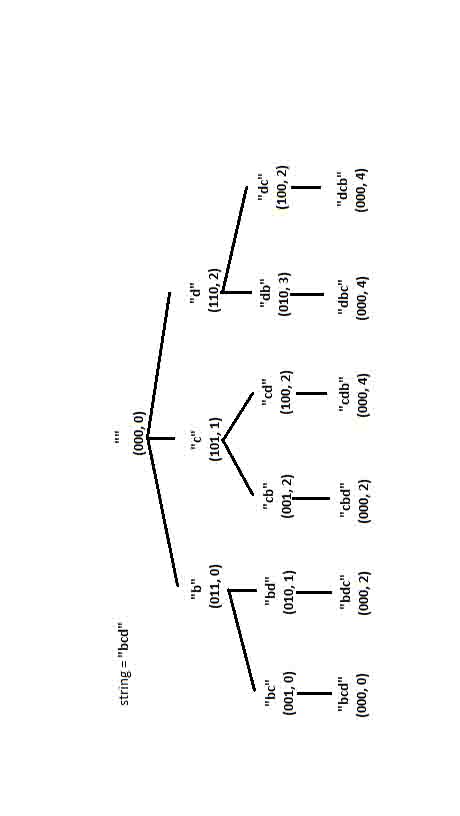 string = "bcd"
""
(000, 0)
"b"
(011, 0)
"c"
(101, 1)
"d"
(110, 2)
"bc"
(001, 0)
"bd"
(010, 1)
"cb"
(001, 2)
"cd"
(100, 2)
"db"
(010, 3)
"dc"
(100, 2)
"bcd"
(000, 0)
"bdc"
(000, 2)
"cbd"
(000, 2)
"cdb"
(000, 4)
"dbc"
(000, 4)
"dcb"
(000, 4)